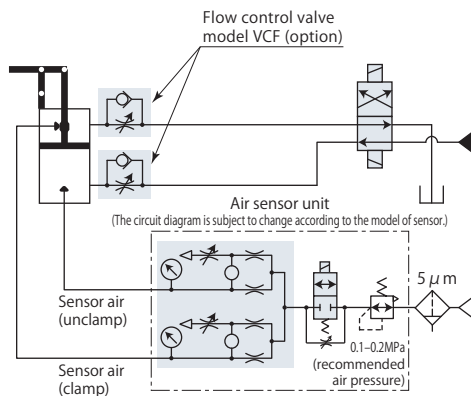 Flow control valve
model VCF (option)
Air sensor unit
(The circuit diagram is subject to change according to the model of sensor.)
5 μm
Sensor air
(unclamp)
0.1–0.2MPa
(recommended
air pressure)
Sensor air
(clamp)